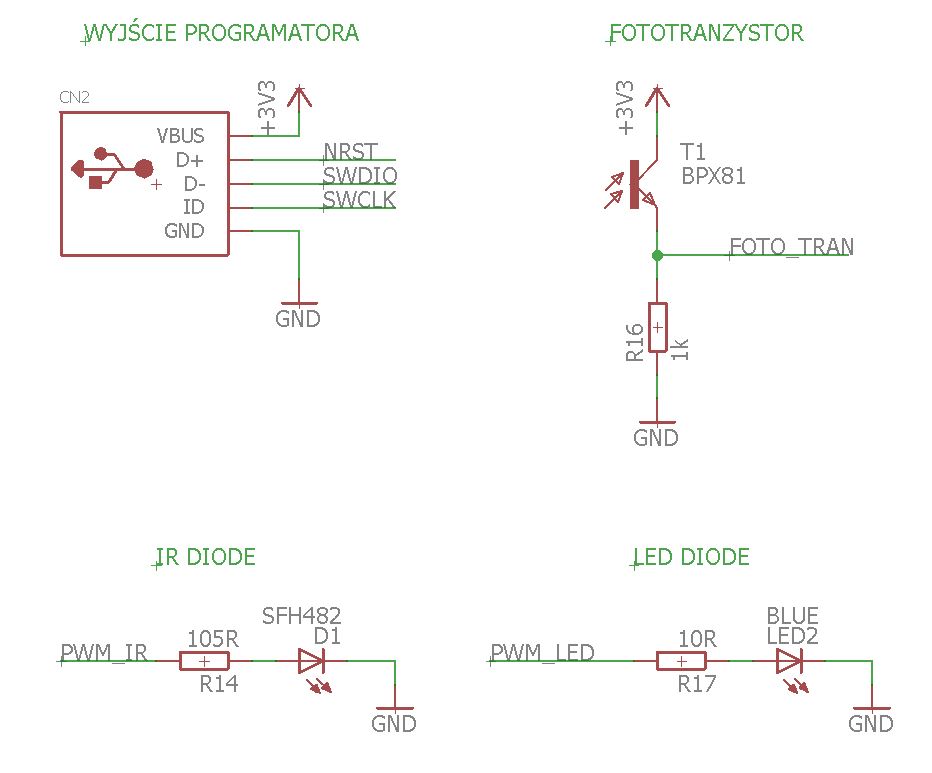 WYJŚCIE PROGRAMATORA
CN2
VBUS
D+
D-
ID
GND
+3V3
NRST
SWDIO
SWCLK
GND
FOTOTRANZYSTOR
+3V3
T1
BPX81
FOTO_TRAN
R16
1k
GND
IR DIODE
PWM_IR
105R
R14
SFH482
D1
GND
LED DIODE
PWM_LED
10R
R17
BLUE
LED2
GND